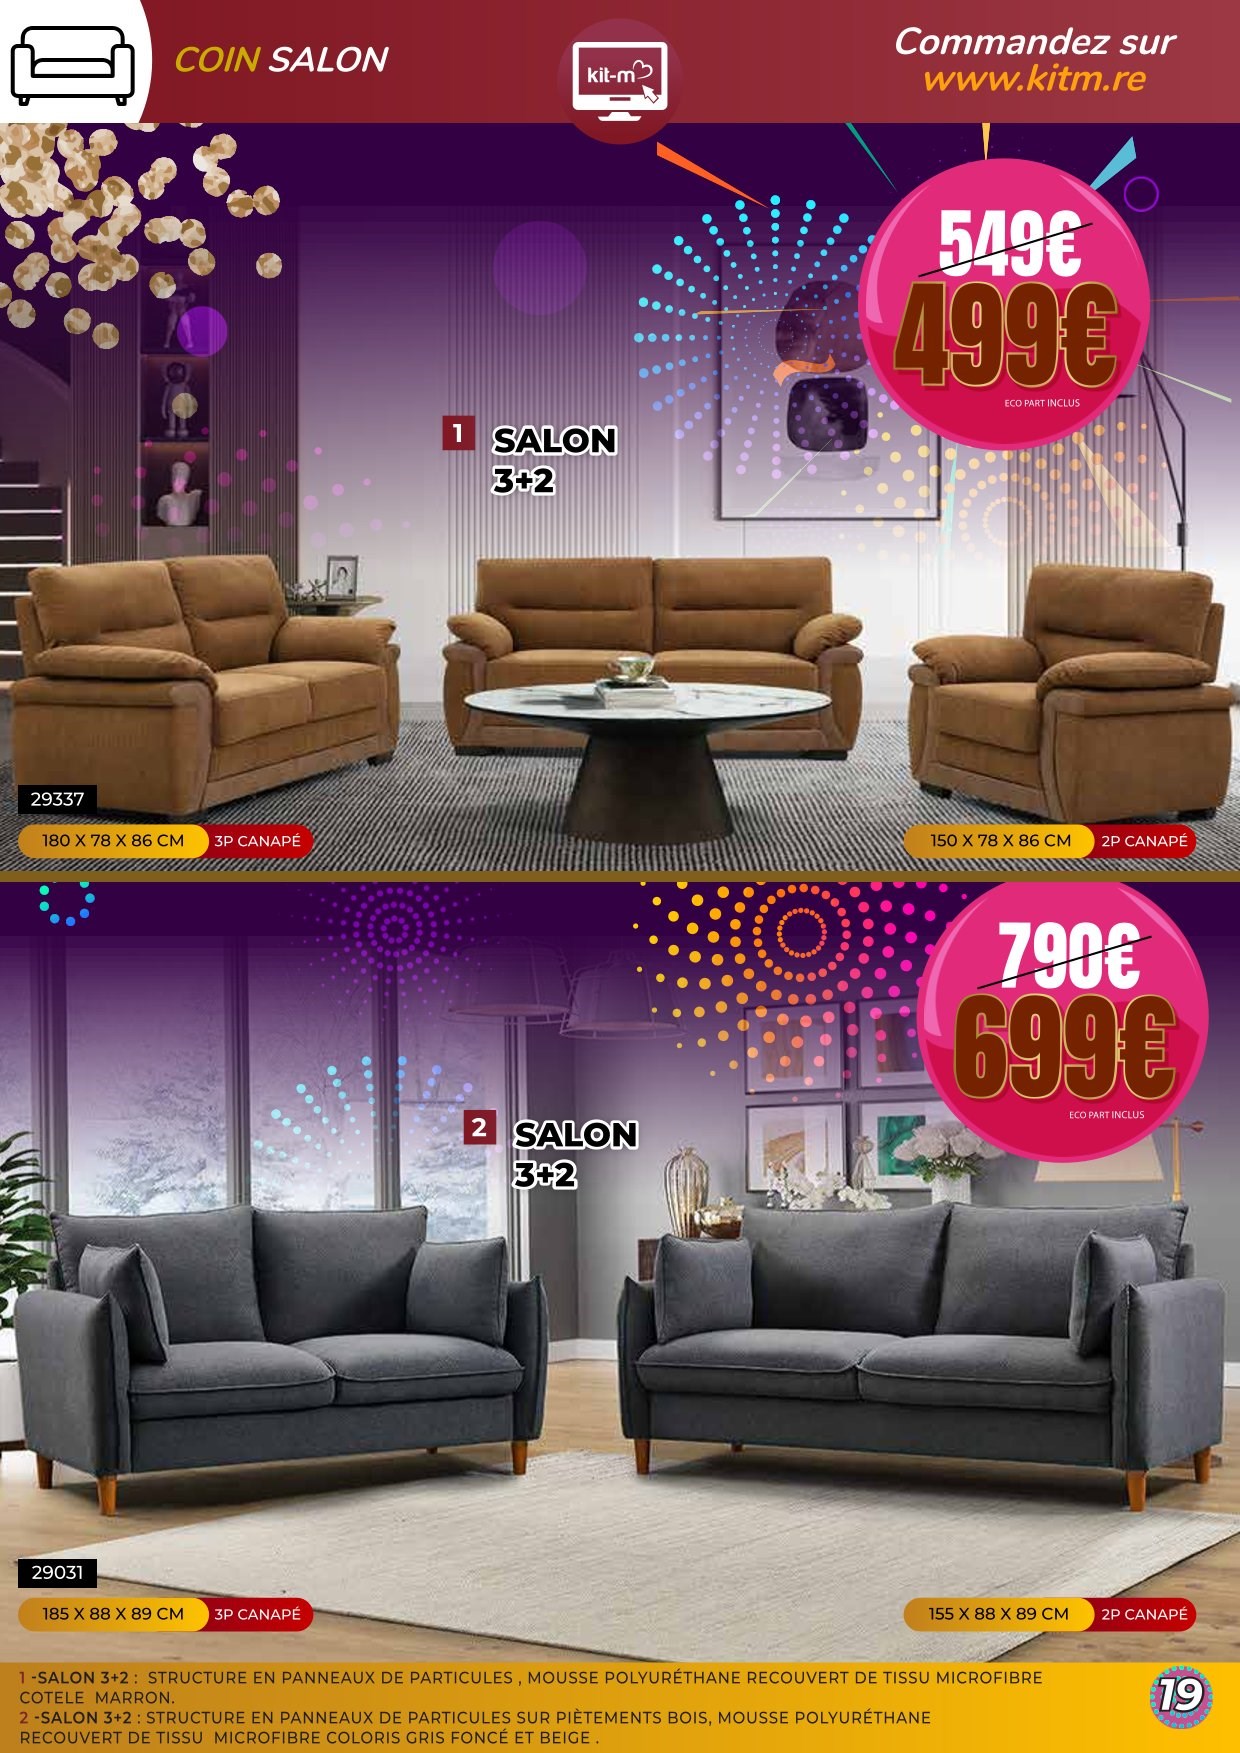 COIN SALON
kit-m
Commandez sur
www.kitm.re
549€
499€
ECO PART INCLUS
1 SALON
3+2
29337
180 X 78 X 86 CM 3P CANAPÉ
150 X 78 X 86 CM 2P CANAPÉ
790€
699€
ECO PART INCLUS
2 SALON
3+2
29031
185 X 88 X 89 CM 3P CANAPÉ
155 X 88 X 89 CM 2P CANAPÉ
1 -SALON 3+2 : STRUCTURE EN PANNEAUX DE PARTICULES , MOUSSE POLYURÉTHANE RECOUVERT DE TISSU MICROFIBRE
COTELE MARRON.
2 -SALON 3+2 : STRUCTURE EN PANNEAUX DE PARTICULES SUR PIÈTEMENTS BOIS, MOUSSE POLYURÉTHANE
RECOUVERT DE TISSU MICROFIBRE COLORIS GRIS FONCÉ ET BEIGE .
19